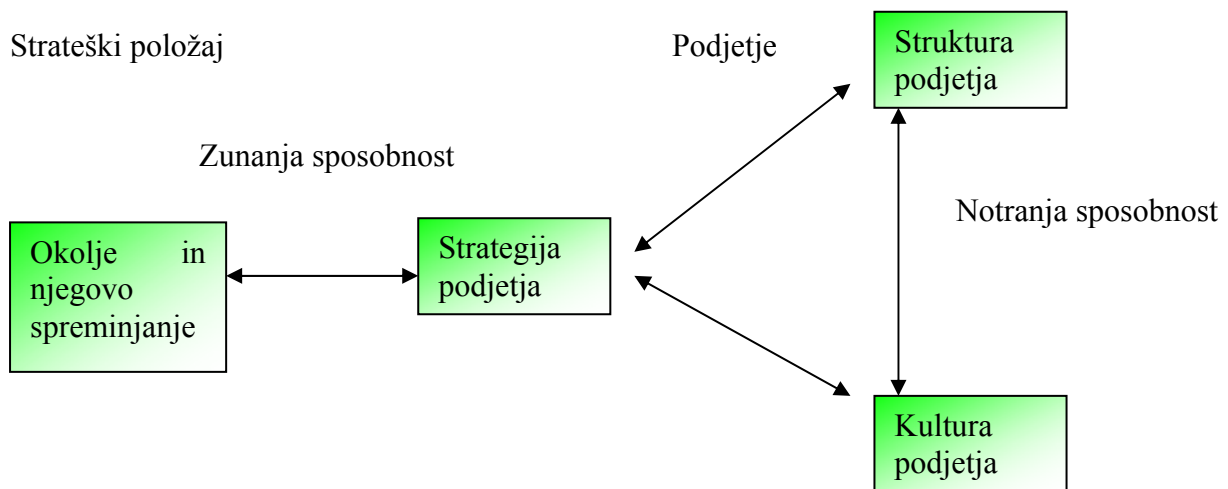 Strateški položaj
Podjetje
Struktura
podjetja
Zunanja sposobnost
Notranja sposobnost
Okolje in
njegovo
spreminjanje
Strategija
podjetja
Kultura
podjetja